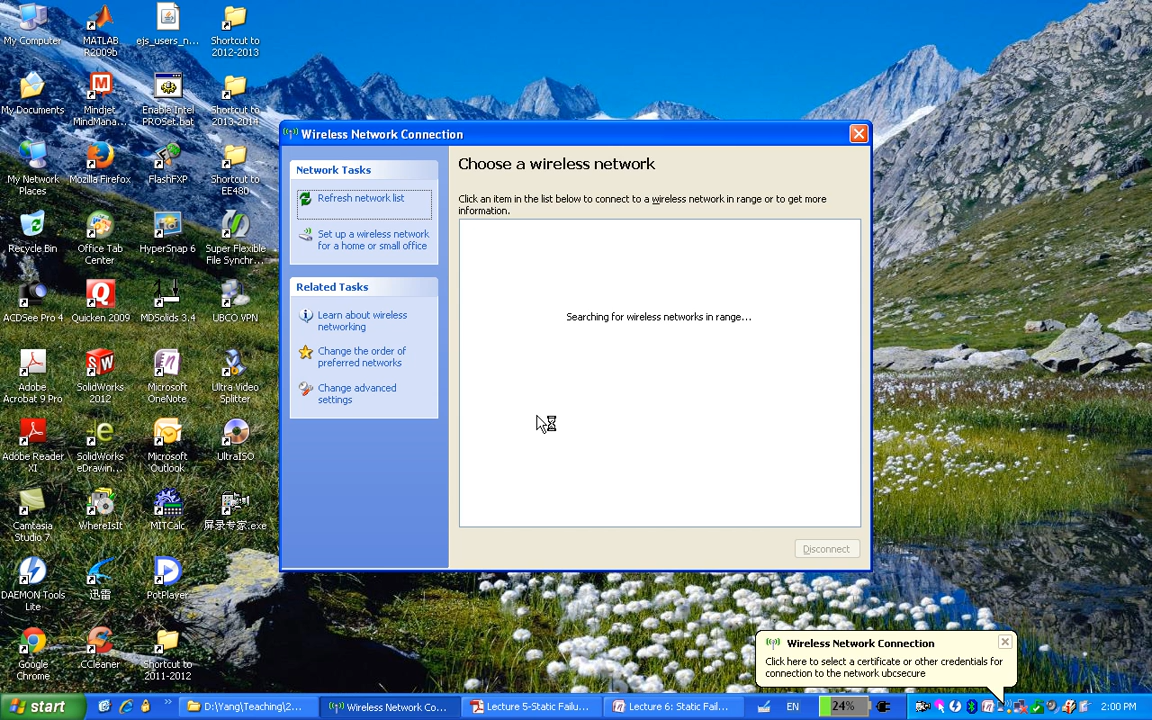 My Computer
MATLAB
R2009b
ejs_users_n...
Shortcut to
2012-2013
My Documents
Mindjet
MindMana...
Enable Intel
PROSet.bat
Shortcut to
2013-2014
My Network
Places
Mozilla Firefox
FlashFXP
Shortcut to
EE480
Recycle Bin
Office Tab
Center
HyperSnap 6
Super Flexible
File Synchr...
ACDSee Pro 4
Quicken 2009
MDSolids 3.4
UBCO VPN
Adobe
Acrobat 9 Pro
SolidWorks
2012
Microsoft
OneNote
Ultra Video
Splitter
Adobe Reader
XI
SolidWorks
eDrawin...
Microsoft
Outlook
UltraISO
Camtasia
Studio 7
WhereIsIt
MITCalc
屏录专家.exe
DAEMON Tools
Lite
迅雷
PotPlayer
Google
Chrome
CCleaner
Shortcut to
2011-2012
Wireless Network Connection
Network Tasks
Refresh network list
Set up a wireless network
for a home or small office
Related Tasks
Learn about wireless
networking
Change the order of
preferred networks
Change advanced
settings
Choose a wireless network
Click an item in the list below to connect to a wireless network in range or to get more
information.
Searching for wireless networks in range...
Disconnect
Wireless Network Connection
Click here to select a certificate or other credentials for
connection to the network ubcsecure
start
D:\Yang\Teaching\2...
Wireless Network Co...
Lecture 5-Static Failu...
Lecture 6: Static Fail...
EN
24%
2:00 PM